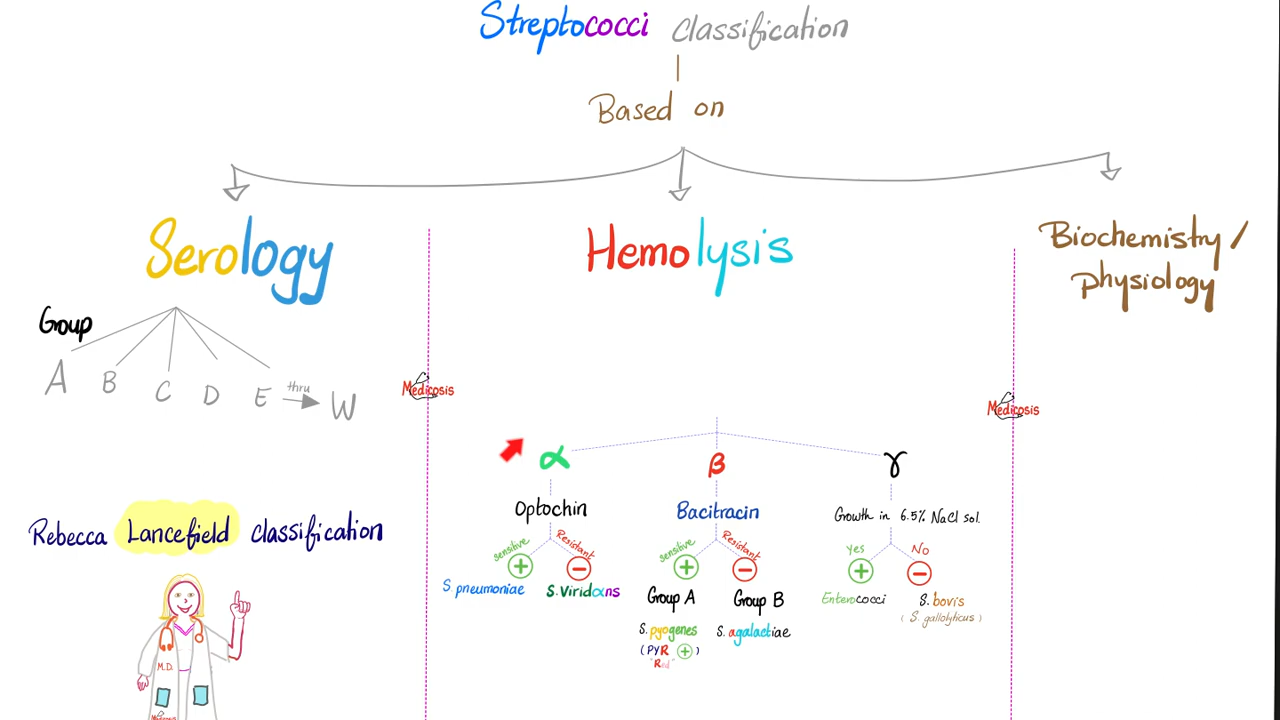 Streptococci Classification
Based on
Serology
Group
A B C D E thru W
Rebecca Lancefield classification
M.D.
Medicosis
Medicosis
Hemolysis
α β γ
Optochin
sensitive Resistant
+ −
S. pneumoniae S. Viridans
Bacitracin
sensitive Resistant
+ −
Group A Group B
S. pyogenes S. agalactiae
(PYR +)
"Red"
Growth in 6.5% NaCl sol.
Yes No
+ −
Enterococci S. bovis
(S. gallolyticus)
Medicosis
Biochemistry/
physiology